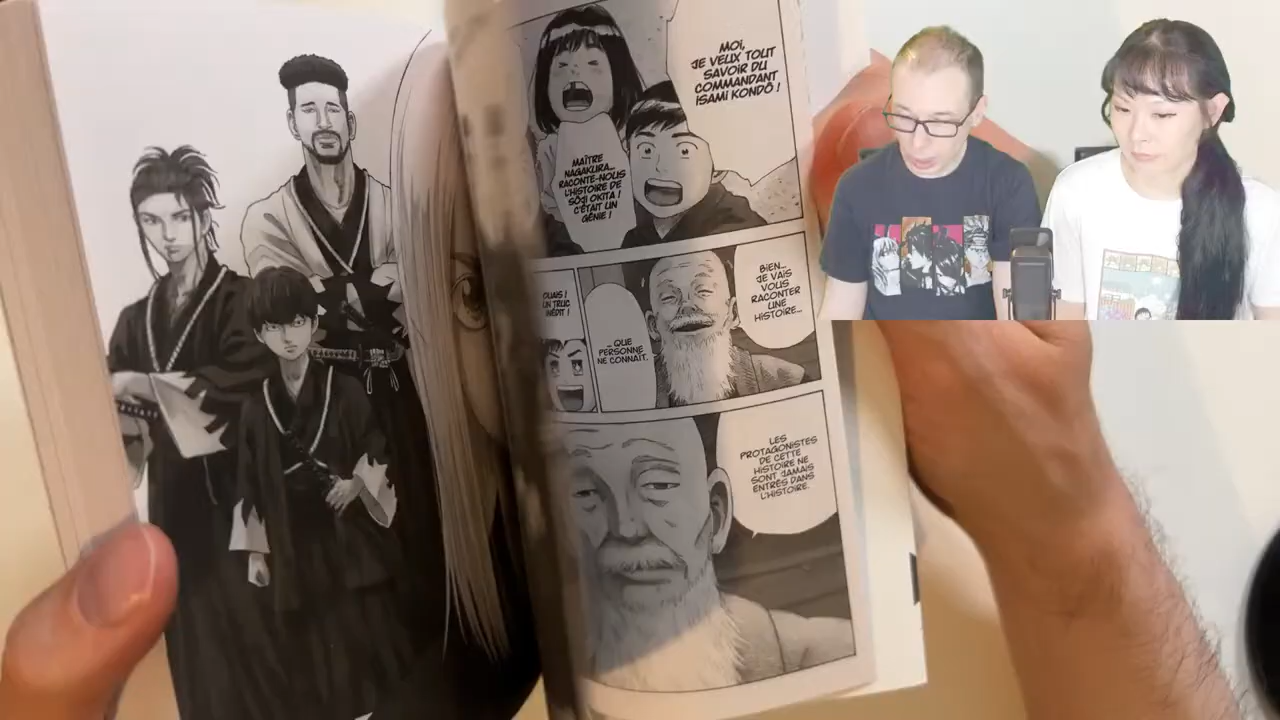 MOI,
JE VEUX TOUT
SAVOIR DU
COMMANDANT
ISAMI KONDÔ !
MAÎTRE
NAGAKURA...
RACONTE-NOUS
L'HISTOIRE DE
SÔJI OKITA !
C'ÉTAIT UN
GÉNIE !
BIEN...
JE VAIS
VOUS
RACONTER
UNE
HISTOIRE...
... QUE
PERSONNE
NE CONNAIT.
OUAIS !
UN TRUC
INÉDIT !
LES
PROTAGONISTES
DE CETTE
HISTOIRE NE
SONT JAMAIS
ENTRÉS DANS
L'HISTOIRE.